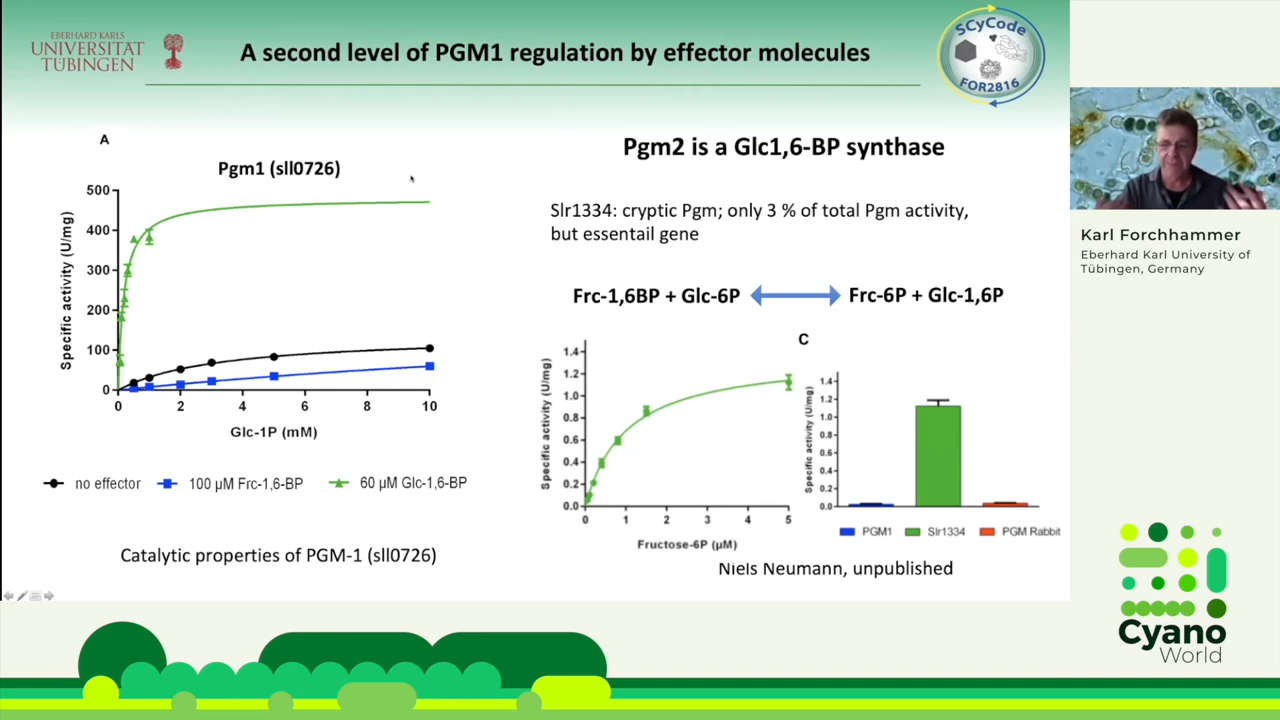 EBERHARD KARLS
UNIVERSITÄT
TÜBINGEN
A second level of PGM1 regulation by effector molecules
SCyCode
FOR2816
A
Pgm1 (sll0726)
Specific activity (U/mg)
500
400
300
200
100
0
0 2 4 6 8 10
Glc-1P (mM)
no effector 100 µM Frc-1,6-BP 60 µM Glc-1,6-BP
Catalytic properties of PGM-1 (sll0726)
Pgm2 is a Glc1,6-BP synthase
Slr1334: cryptic Pgm; only 3 % of total Pgm activity,
but essentail gene
Frc-1,6BP + Glc-6P Frc-6P + Glc-1,6P
Specific activity (U/mg)
1.4
1.2
1.0
0.8
0.6
0.4
0.2
0.0
0 1 2 3 4 5
Fructose-6P (µM)
C
Specific activity (U/mg)
1.4
1.2
1.0
0.8
0.6
0.4
0.2
0.0
PGM1 Slr1334 PGM Rabbit
Niels Neumann, unpublished
Karl Forchhammer
Eberhard Karl University of
Tübingen, Germany
Cyano
World